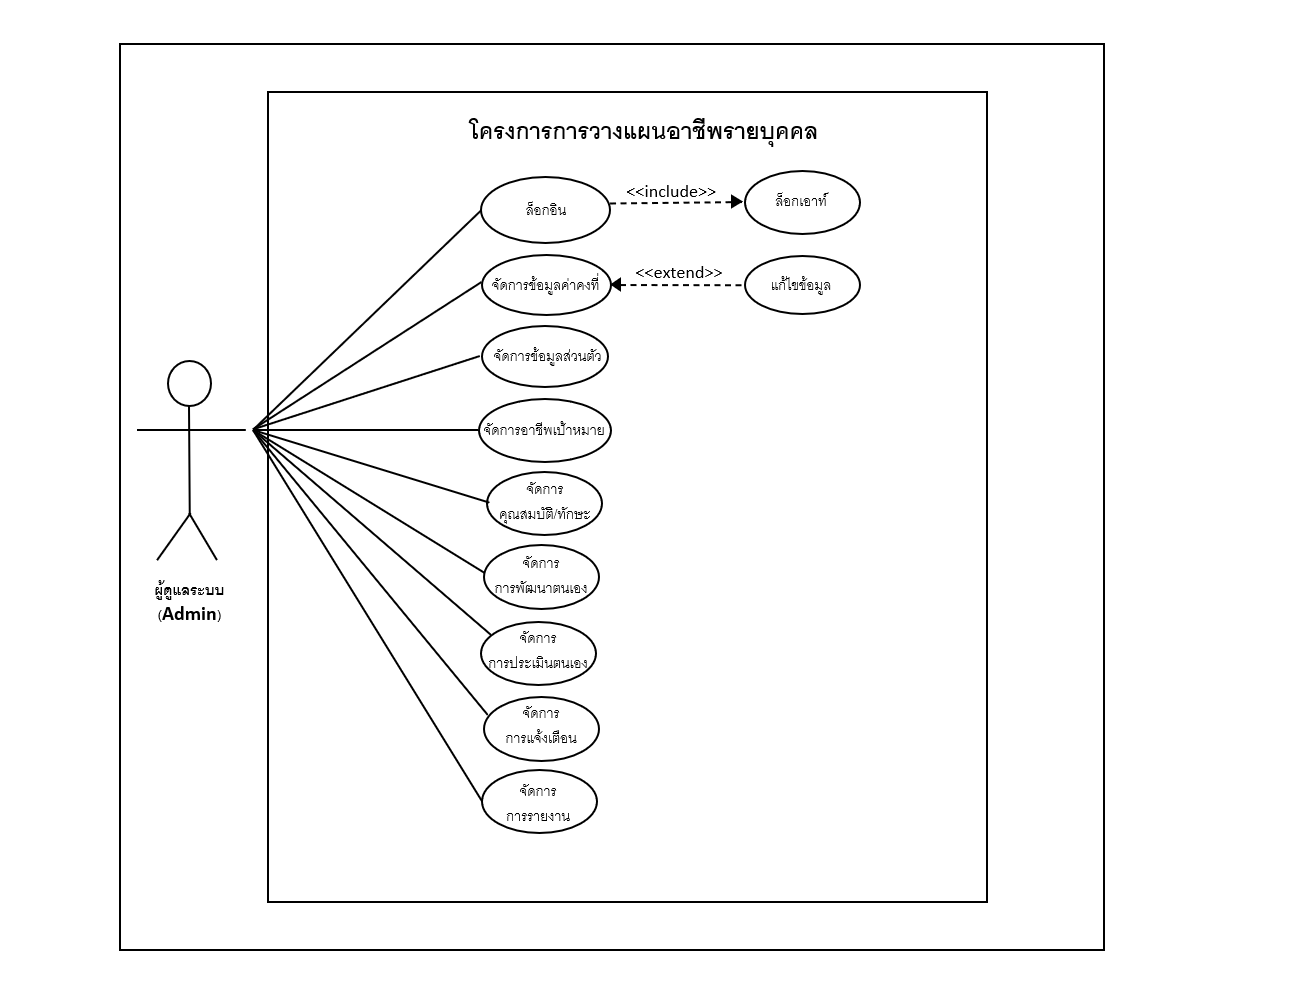 โครงการการวางแผนอาชีพรายบุคคล
ล็อกอิน
<<include>>
ล็อกเอาท์
จัดการข้อมูลค่าคงที่
<<extend>>
แก้ไขข้อมูล
จัดการข้อมูลส่วนตัว
จัดการอาชีพเป้าหมาย
จัดการ
คุณสมบัติ/ทักษะ
จัดการ
การพัฒนาตนเอง
จัดการ
การประเมินตนเอง
จัดการ
การแจ้งเตือน
จัดการ
การรายงาน
ผู้ดูแลระบบ
(Admin)